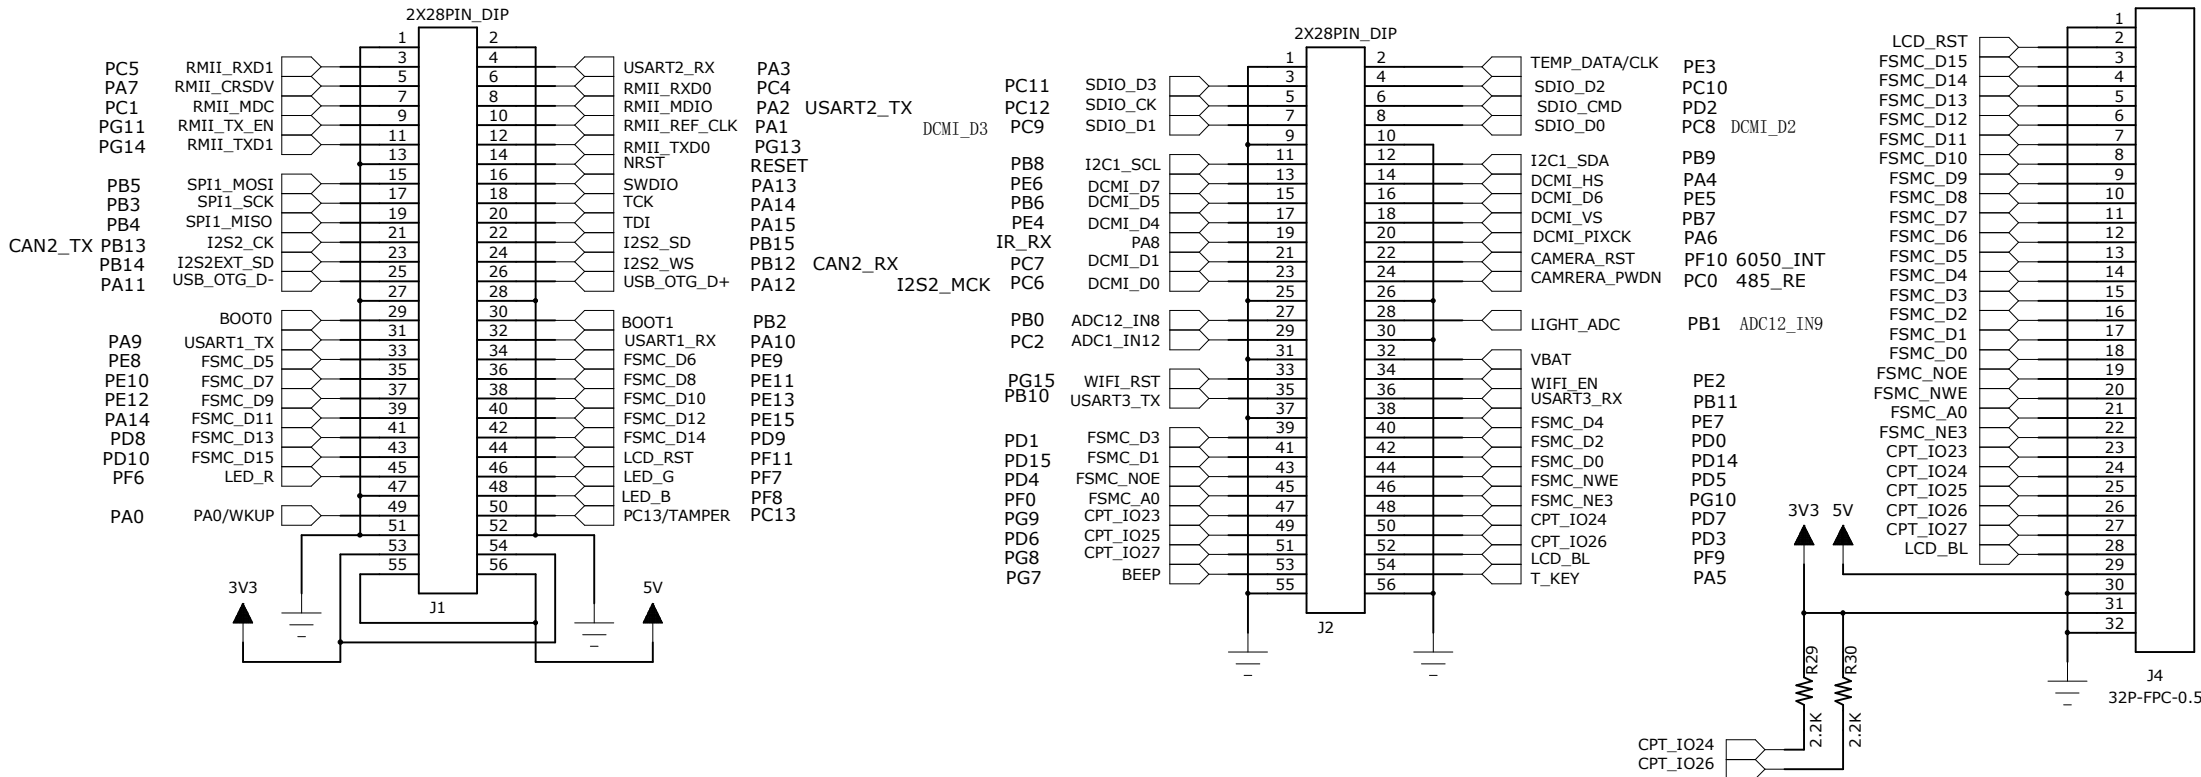 2X28PIN_DIP
1 2
PC5 RMII_RXD1 3 4 USART2_RX PA3
PA7 RMII_CRSDV 5 6 RMII_RXD0 PC4
PC1 RMII_MDC 7 8 RMII_MDIO PA2 USART2_TX
PG11 RMII_TX_EN 9 10 RMII_REF_CLK PA1
PG14 RMII_TXD1 11 12 RMII_TXD0 PG13
13 14 NRST RESET
PB5 SPI1_MOSI 15 16 SWDIO PA13
PB3 SPI1_SCK 17 18 TCK PA14
PB4 SPI1_MISO 19 20 TDI PA15
CAN2_TX PB13 I2S2_CK 21 22 I2S2_SD PB15
PB14 I2S2EXT_SD 23 24 I2S2_WS PB12 CAN2_RX
PA11 USB_OTG_D- 25 26 USB_OTG_D+ PA12
27 28
BOOT0 29 30 BOOT1 PB2
PA9 USART1_TX 31 32 USART1_RX PA10
PE8 FSMC_D5 33 34 FSMC_D6 PE9
PE10 FSMC_D7 35 36 FSMC_D8 PE11
PE12 FSMC_D9 37 38 FSMC_D10 PE13
PA14 FSMC_D11 39 40 FSMC_D12 PE15
PD8 FSMC_D13 41 42 FSMC_D14 PD9
PD10 FSMC_D15 43 44 LCD_RST PF11
PF6 LED_R 45 46 LED_G PF7
47 48 LED_B PF8
PA0 PA0/WKUP 49 50 PC13/TAMPER PC13
51 52
53 54
55 56
3V3 5V
J1
2X28PIN_DIP
1 2 TEMP_DATA/CLK PE3
PC11 SDIO_D3 3 4 SDIO_D2 PC10
PC12 SDIO_CK 5 6 SDIO_CMD PD2
DCMI_D3 PC9 SDIO_D1 7 8 SDIO_D0 PC8 DCMI_D2
9 10
PB8 I2C1_SCL 11 12 I2C1_SDA PB9
PE6 DCMI_D7 13 14 DCMI_HS PA4
PB6 DCMI_D5 15 16 DCMI_D6 PE5
PE4 DCMI_D4 17 18 DCMI_VS PB7
IR_RX PA8 19 20 DCMI_PIXCK PA6
PC7 DCMI_D1 21 22 CAMERA_RST PF10 6050_INT
I2S2_MCK PC6 DCMI_D0 23 24 CAMRERA_PWDN PC0 485_RE
25 26
PB0 ADC12_IN8 27 28 LIGHT_ADC PB1 ADC12_IN9
PC2 ADC1_IN12 29 30
31 32 VBAT
PG15 WIFI_RST 33 34 WIFI_EN PE2
PB10 USART3_TX 35 36 USART3_RX PB11
37 38 FSMC_D4 PE7
PD1 FSMC_D3 39 40 FSMC_D2 PD0
PD15 FSMC_D1 41 42 FSMC_D0 PD14
PD4 FSMC_NOE 43 44 FSMC_NWE PD5
PF0 FSMC_A0 45 46 FSMC_NE3 PG10
PG9 CPT_IO23 47 48 CPT_IO24 PD7
PD6 CPT_IO25 49 50 CPT_IO26 PD3
PG8 CPT_IO27 51 52 LCD_BL PF9
PG7 BEEP 53 54 T_KEY PA5
55 56
J2
1
LCD_RST 2
FSMC_D15 3
FSMC_D14 4
FSMC_D13 5
FSMC_D12 6
FSMC_D11 7
FSMC_D10 8
FSMC_D9 9
FSMC_D8 10
FSMC_D7 11
FSMC_D6 12
FSMC_D5 13
FSMC_D4 14
FSMC_D3 15
FSMC_D2 16
FSMC_D1 17
FSMC_D0 18
FSMC_NOE 19
FSMC_NWE 20
FSMC_A0 21
FSMC_NE3 22
CPT_IO23 23
CPT_IO24 24
CPT_IO25 25
CPT_IO26 26
CPT_IO27 27
LCD_BL 28
29
30
31
32
3V3 5V
R29 R30
2.2K 2.2K
J4
32P-FPC-0.5
CPT_IO24
CPT_IO26